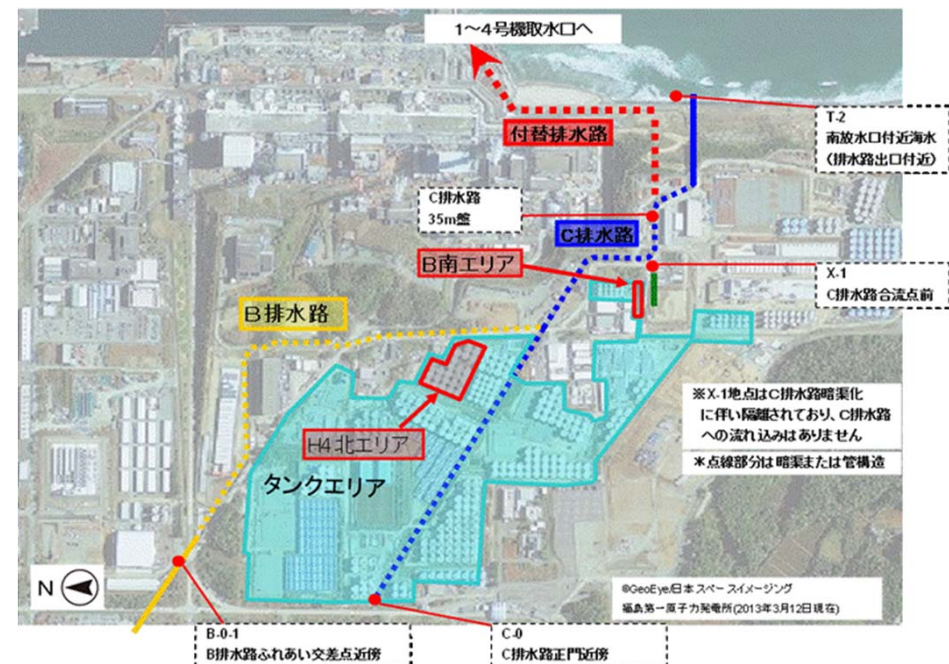 1～4号機取水口へ
付替排水路
T-2
南放水口付近海水
(排水路出口付近)
C排水路
35m盤
C排水路
B南エリア
X-1
C排水路合流点前
B排水路
※X-1地点はC排水路暗渠化
に伴い隔離されており、C排水路
への流れ込みはありません
*点線部分は暗渠または管構造
H4北エリア
タンクエリア
N
©GeoEye/日本スペースイメージング
福島第一原子力発電所(2013年3月12日現在)
B-0-1
B排水路ふれあい交差点近傍
C-0
C排水路正門近傍